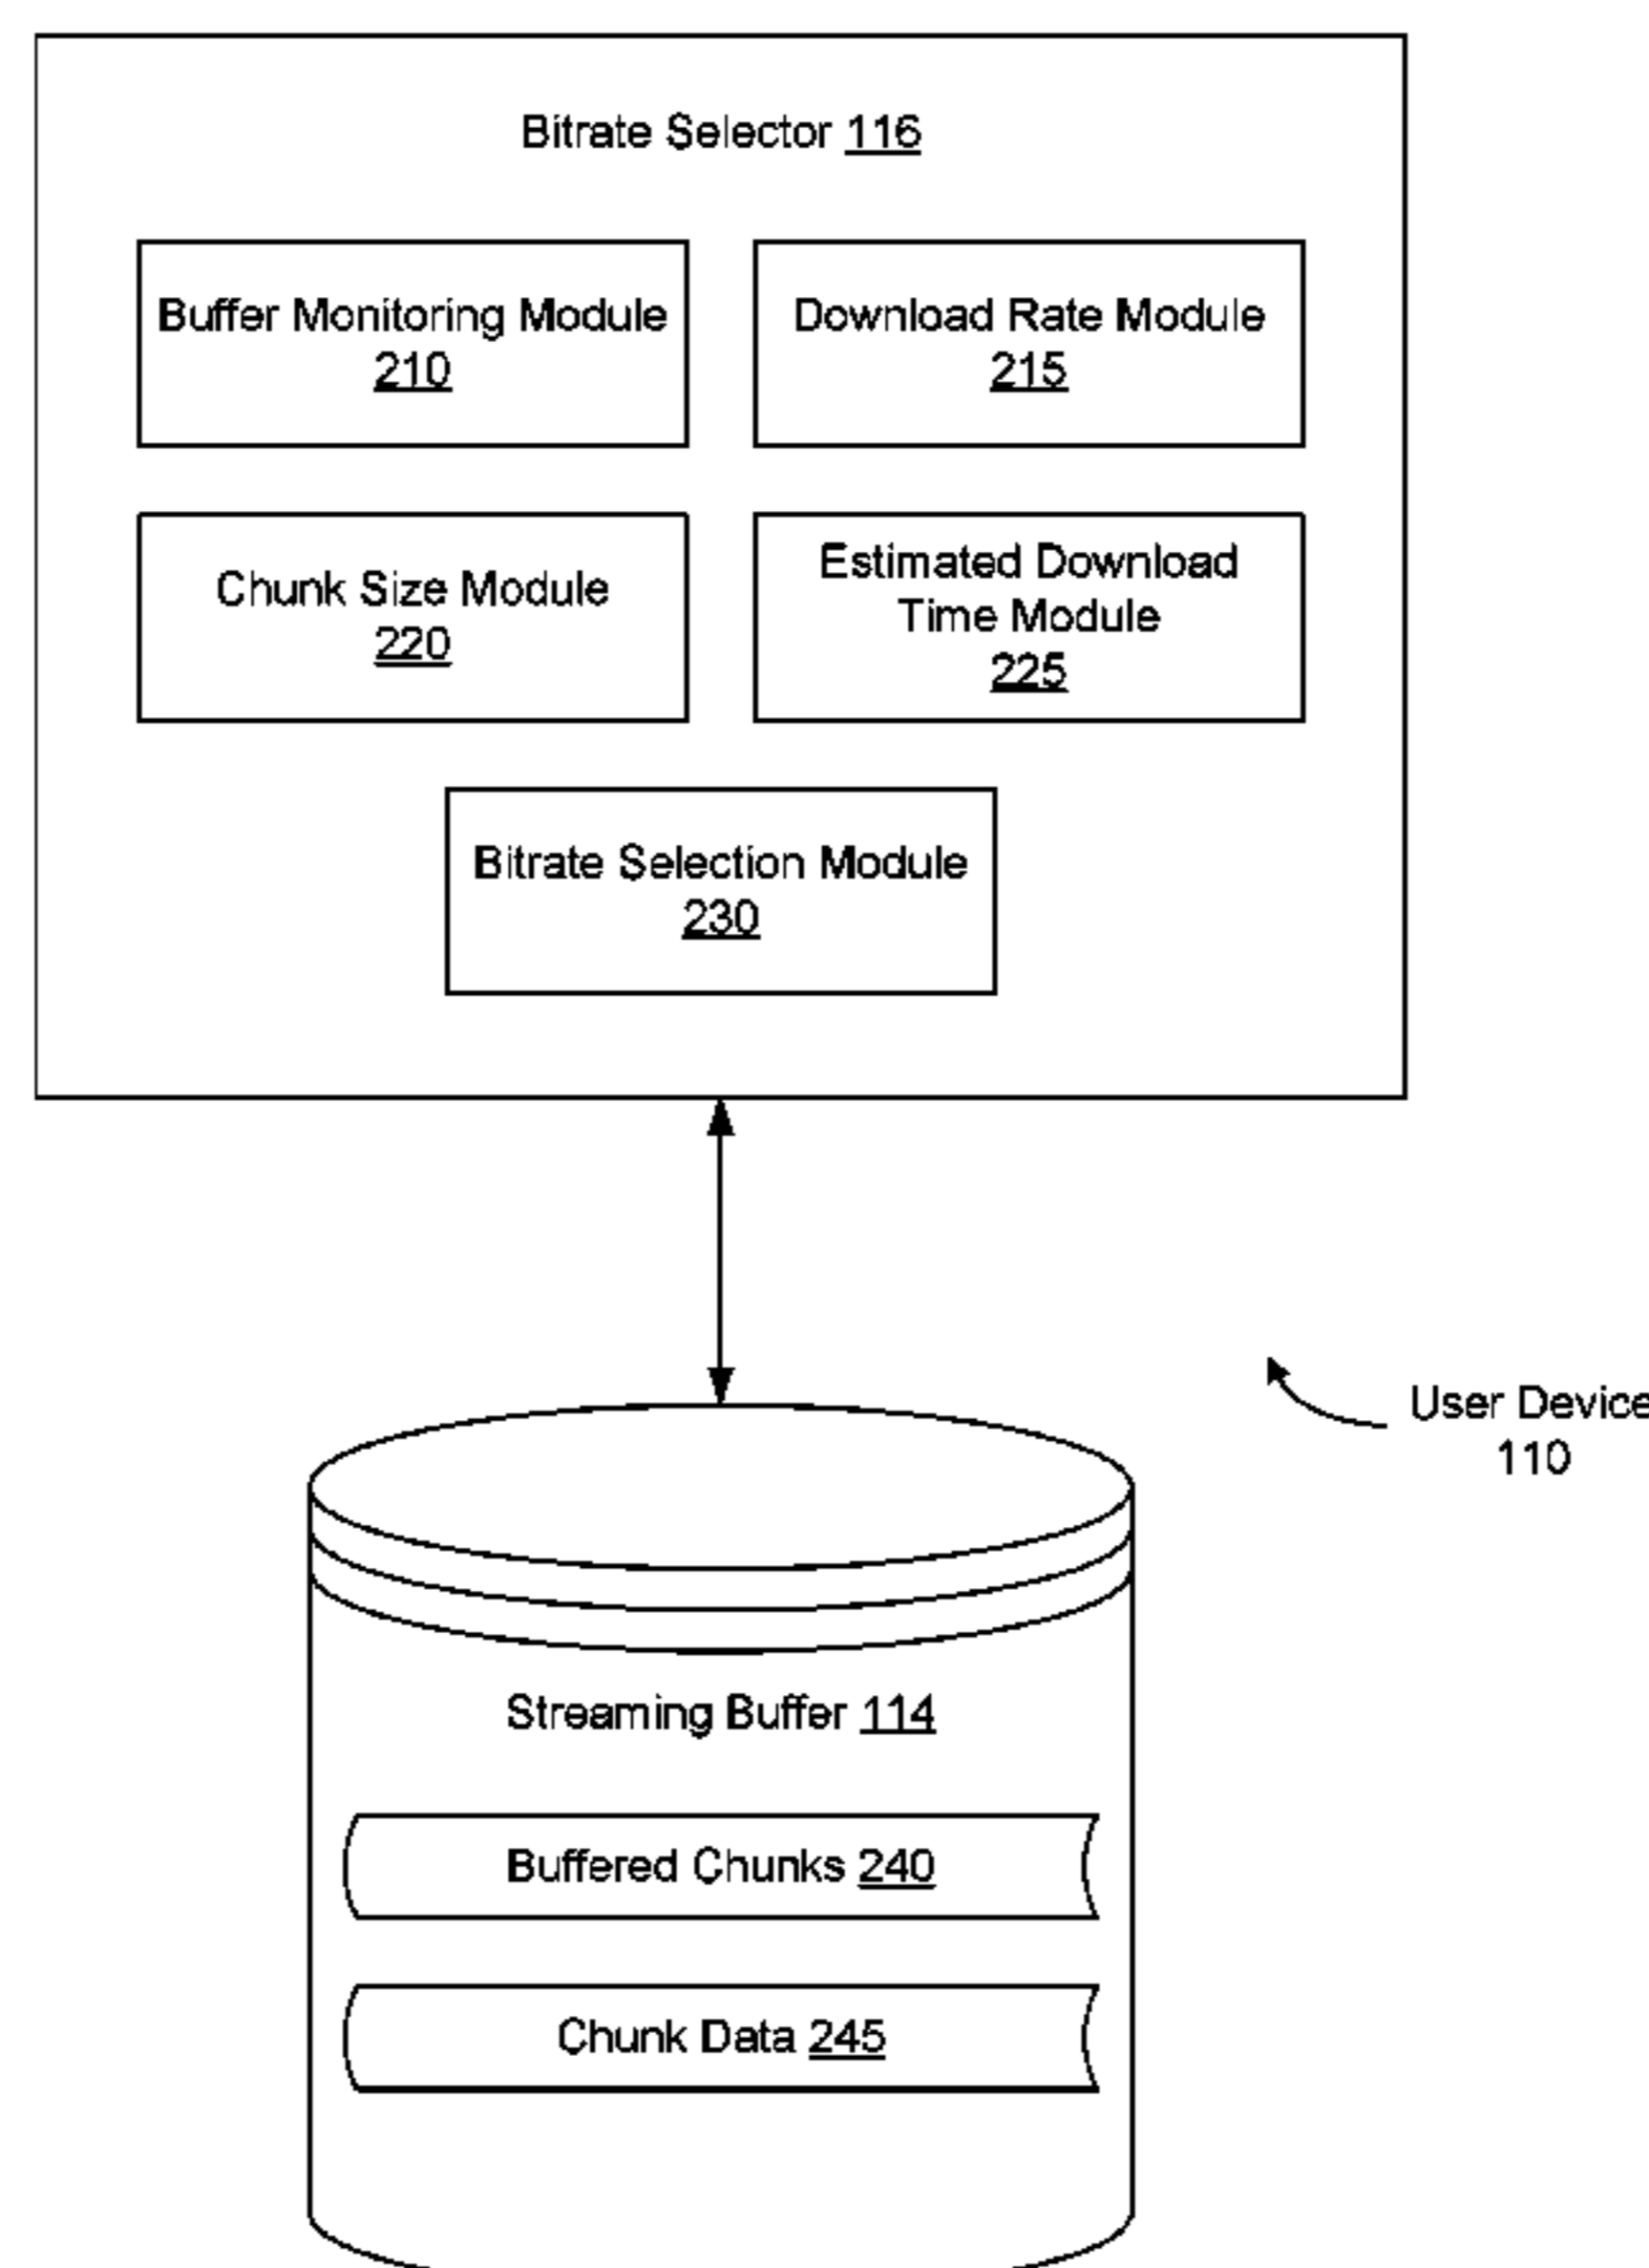 Bitrate Selector 116
Buffer Monitoring Module
210
Download Rate Module
215
Chunk Size Module
220
Estimated Download
Time Module
225
Bitrate Selection Module
230
User Device
110
Streaming Buffer 114
Buffered Chunks 240
Chunk Data 245